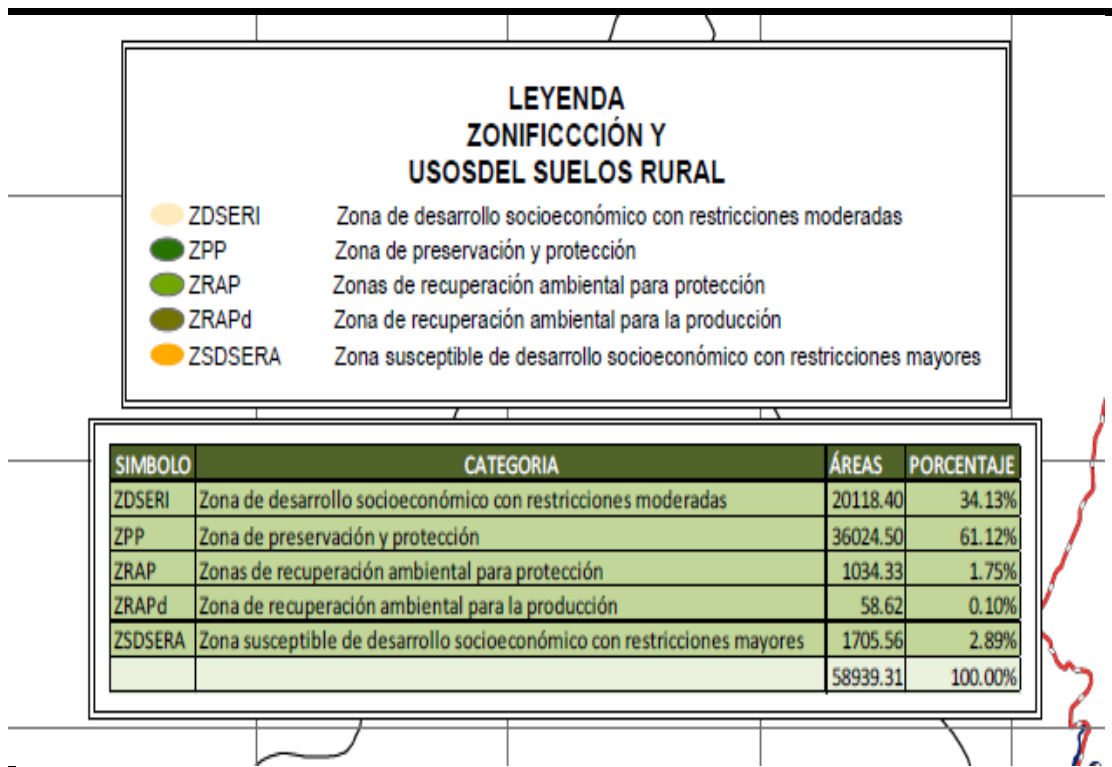 LEYENDA
ZONIFICCCIÓN Y
USOSDEL SUELOS RURAL
ZDSERI Zona de desarrollo socioeconómico con restricciones moderadas
ZPP Zona de preservación y protección
ZRAP Zonas de recuperación ambiental para protección
ZRAPd Zona de recuperación ambiental para la producción
ZSDSERA Zona susceptible de desarrollo socioeconómico con restricciones mayores
SIMBOLO CATEGORIA ÁREAS PORCENTAJE
ZDSERI Zona de desarrollo socioeconómico con restricciones moderadas 20118.40 34.13%
ZPP Zona de preservación y protección 36024.50 61.12%
ZRAP Zonas de recuperación ambiental para protección 1034.33 1.75%
ZRAPd Zona de recuperación ambiental para la producción 58.62 0.10%
ZSDSERA Zona susceptible de desarrollo socioeconómico con restricciones mayores 1705.56 2.89%
58939.31 100.00%